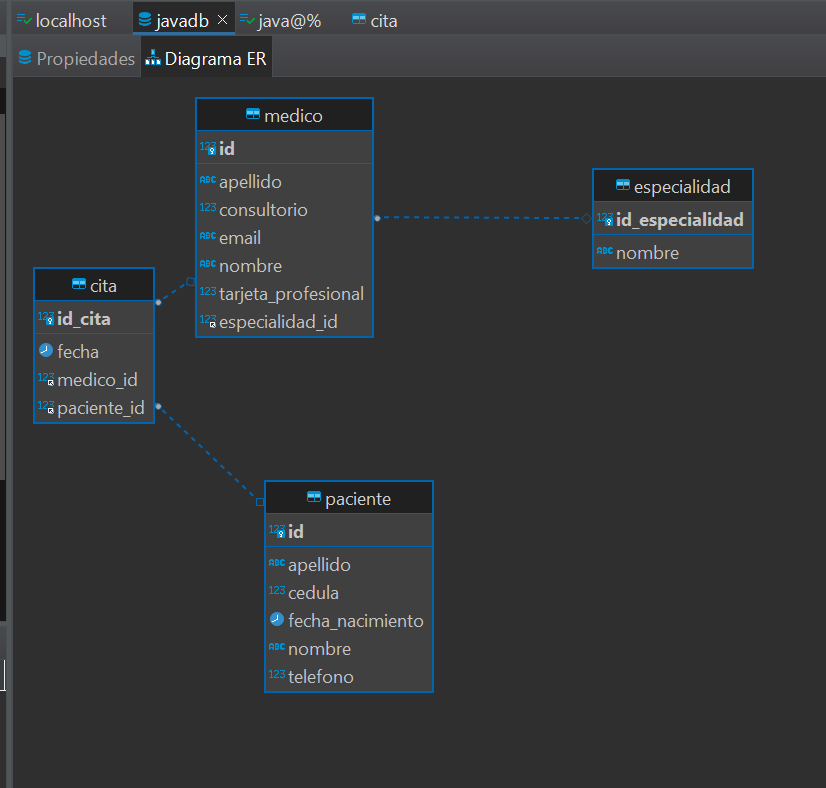 localhost javadb java@% cita
Propiedades Diagrama ER
medico
123 id
ABC apellido
123 consultorio
ABC email
ABC nombre
123 tarjeta_profesional
123 especialidad_id
especialidad
123 id_especialidad
ABC nombre
cita
123 id_cita
fecha
123 medico_id
123 paciente_id
paciente
123 id
ABC apellido
123 cedula
fecha_nacimiento
ABC nombre
123 telefono